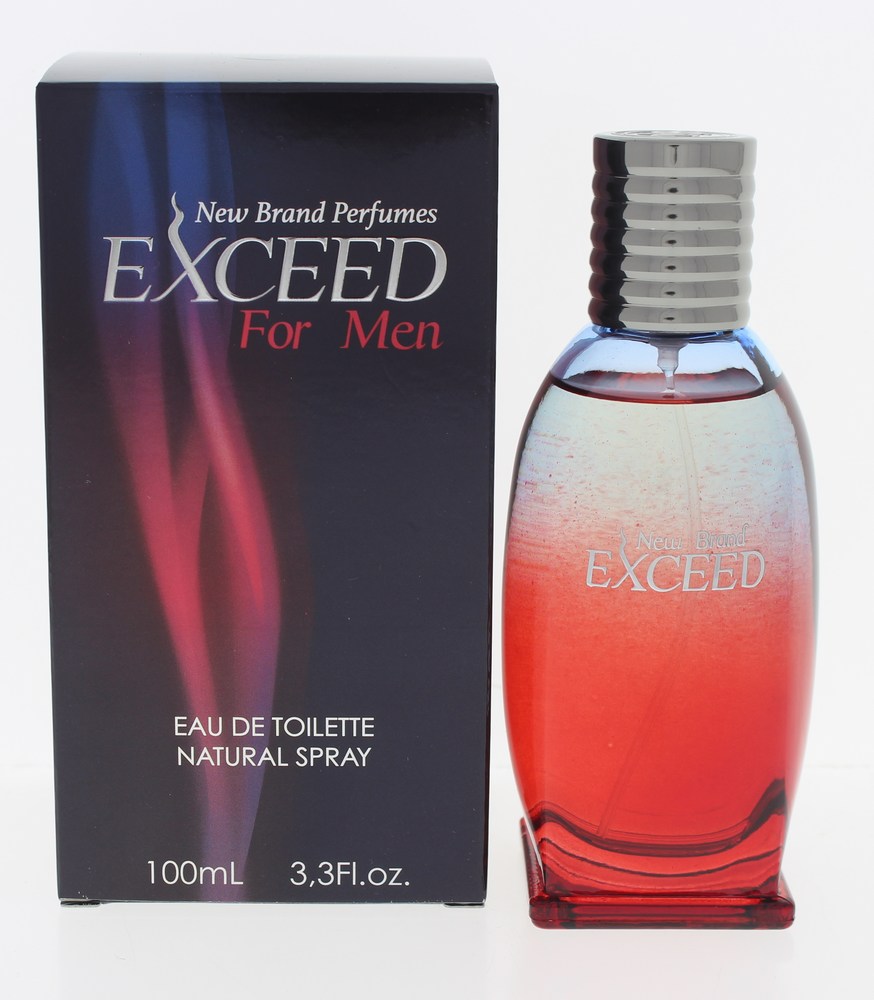 New Brand Perfumes
EXCEED
For Men
EAU DE TOILETTE
NATURAL SPRAY
100mL 3,3Fl.oz.
New Brand
EXCEED